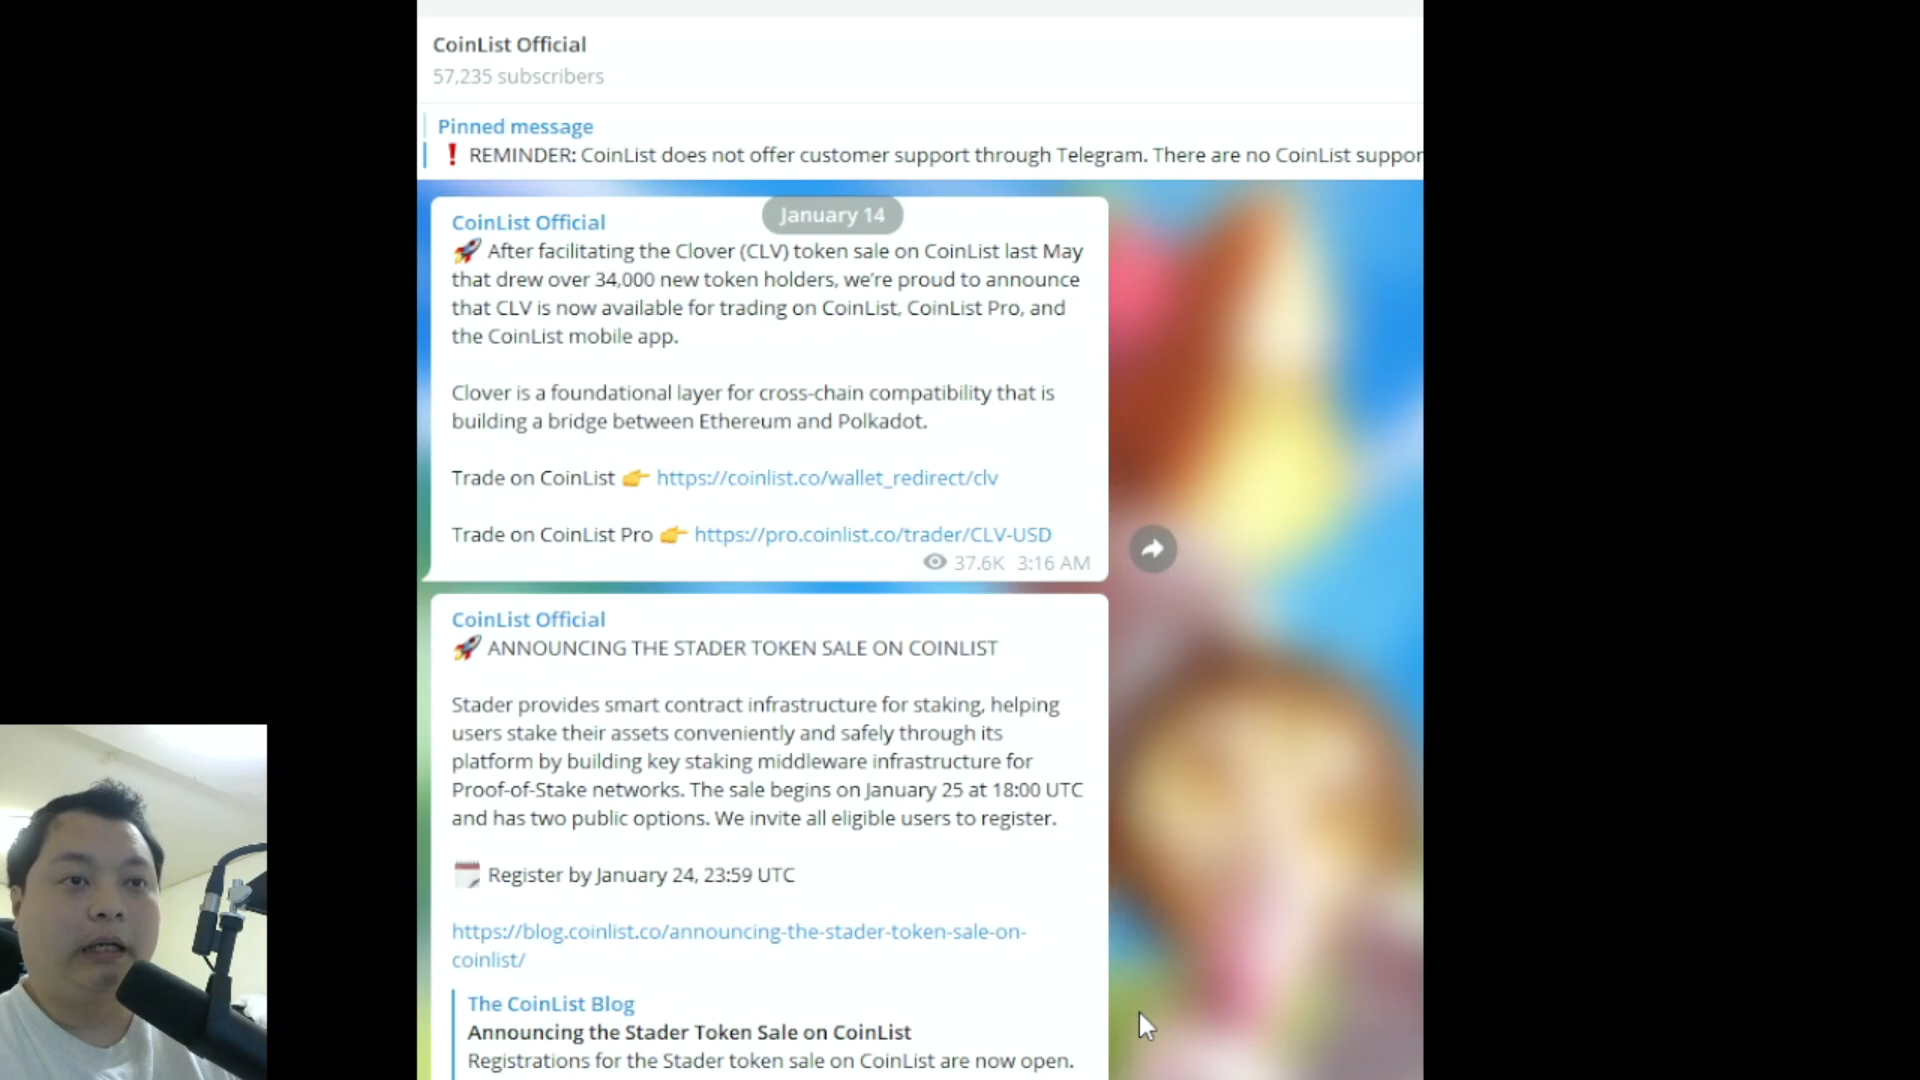 CoinList Official
57,235 subscribers
Pinned message
❗ REMINDER: CoinList does not offer customer support through Telegram. There are no CoinList suppor
January 14
CoinList Official
🚀 After facilitating the Clover (CLV) token sale on CoinList last May
that drew over 34,000 new token holders, we’re proud to announce
that CLV is now available for trading on CoinList, CoinList Pro, and
the CoinList mobile app.
Clover is a foundational layer for cross-chain compatibility that is
building a bridge between Ethereum and Polkadot.
Trade on CoinList 👉 https://coinlist.co/wallet_redirect/clv
Trade on CoinList Pro 👉 https://pro.coinlist.co/trader/CLV-USD
37.6K 3:16 AM
CoinList Official
🚀 ANNOUNCING THE STADER TOKEN SALE ON COINLIST
Stader provides smart contract infrastructure for staking, helping
users stake their assets conveniently and safely through its
platform by building key staking middleware infrastructure for
Proof-of-Stake networks. The sale begins on January 25 at 18:00 UTC
and has two public options. We invite all eligible users to register.
🗓 Register by January 24, 23:59 UTC
https://blog.coinlist.co/announcing-the-stader-token-sale-on-
coinlist/
The CoinList Blog
Announcing the Stader Token Sale on CoinList
Registrations for the Stader token sale on CoinList are now open.